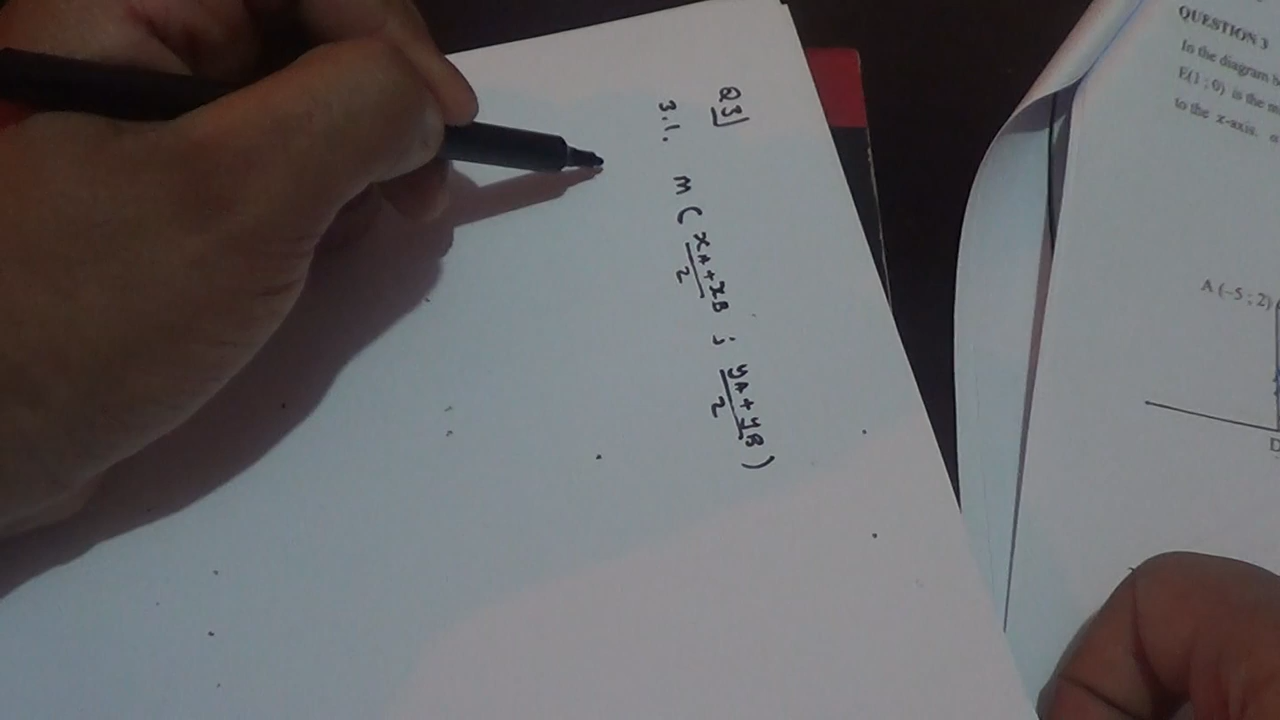 Q3
3.1. M ( xA + xB / 2 ; yA + yB / 2 )
QUESTION 3
In the diagram
E(1 ; 0) is the
to the x-axis.
A (−5 ; 2)
D